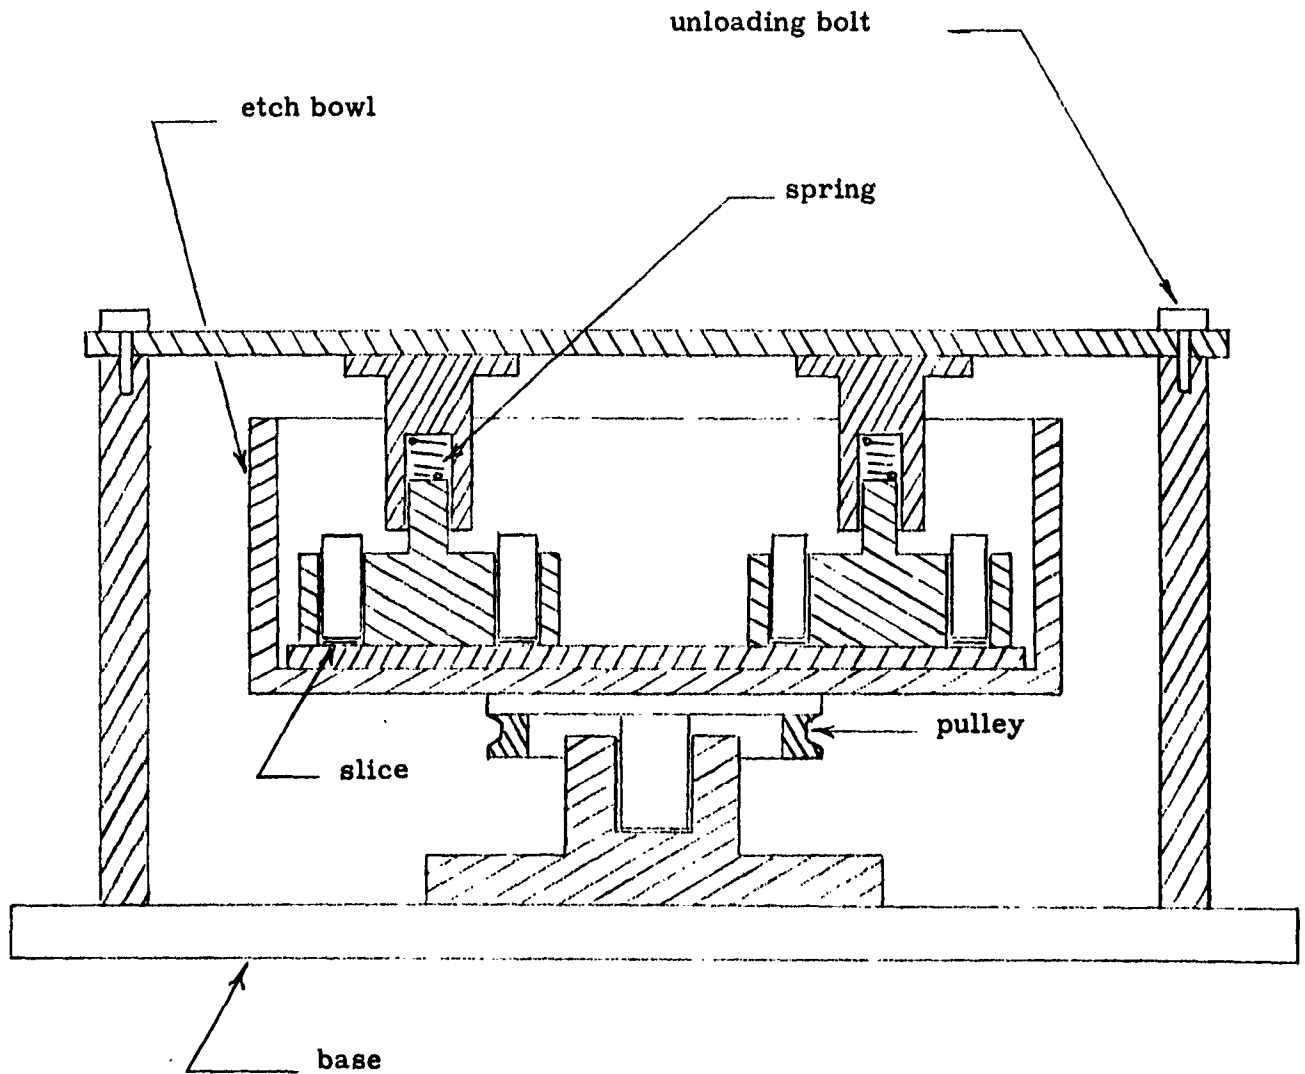 unloading bolt
etch bowl
spring
pulley
slice
base